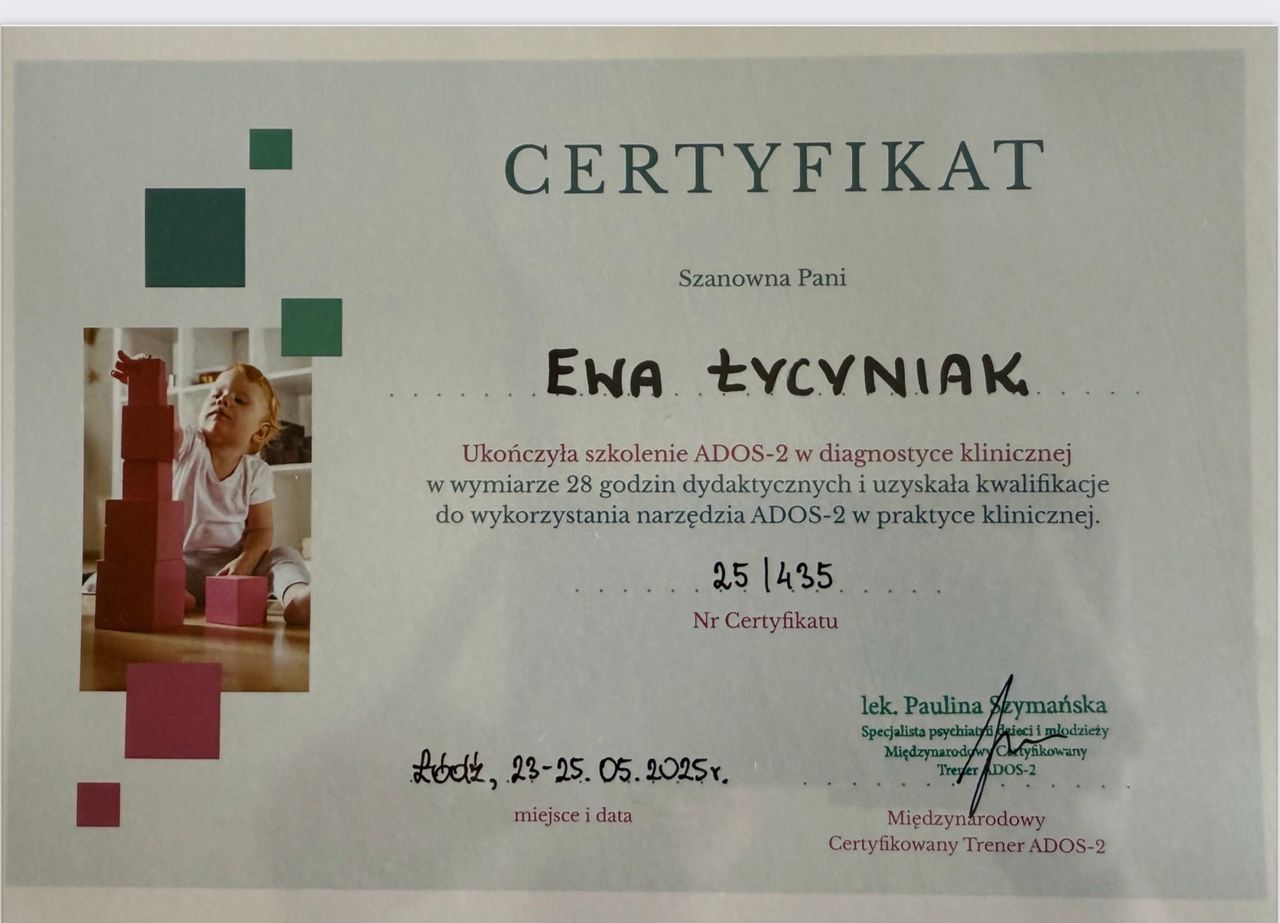 CERTYFIKAT
Szanowna Pani
EWA ŁYCYNIAK
Ukończyła szkolenie ADOS-2 w diagnostyce klinicznej
w wymiarze 28 godzin dydaktycznych i uzyskała kwalifikacje
do wykorzystania narzędzia ADOS-2 w praktyce klinicznej.
25/435
Nr Certyfikatu
lek. Paulina Szymańska
Specjalista psychiatrii dzieci i młodzieży
Międzynarodowy Certyfikowany
Trener ADOS-2
Łódź, 23-25.05.2025r.
miejsce i data
Międzynarodowy
Certyfikowany Trener ADOS-2